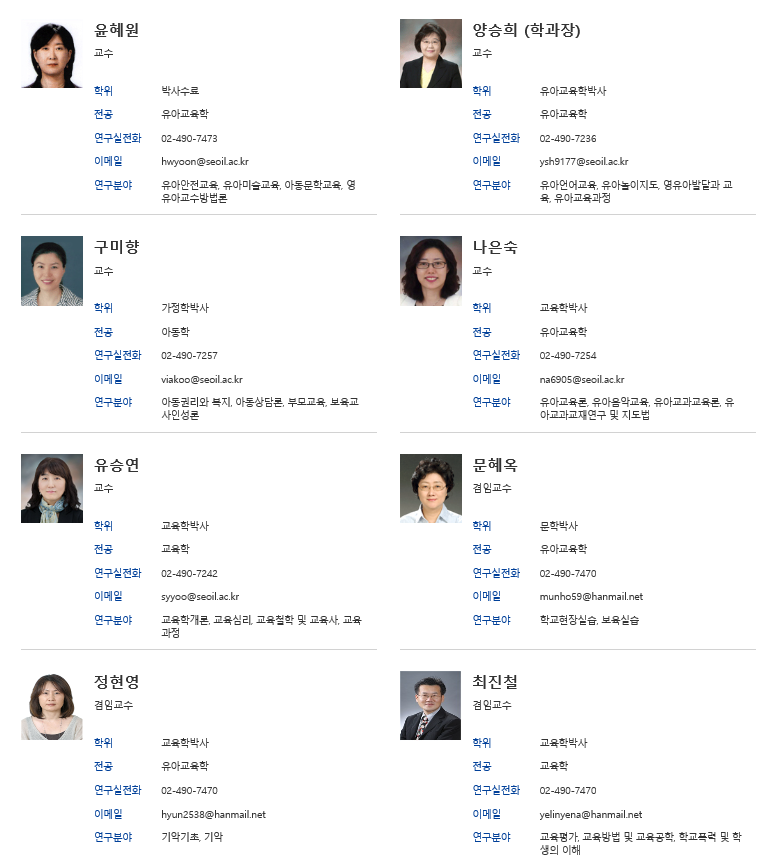 윤혜원
교수
학위 박사수료
전공 유아교육학
연구실전화 02-490-7473
이메일 hwyoon@seoil.ac.kr
연구분야 유아안전교육, 유아미술교육, 아동문학교육, 영
유아교수방법론
양승희 (학과장)
교수
학위 유아교육학박사
전공 유아교육학
연구실전화 02-490-7236
이메일 ysh9177@seoil.ac.kr
연구분야 유아언어교육, 유아놀이지도, 영유아발달과 교
육, 유아교육과정
구미향
교수
학위 가정학박사
전공 아동학
연구실전화 02-490-7257
이메일 viakoo@seoil.ac.kr
연구분야 아동권리와 복지, 아동상담론, 부모교육, 보육교
사인성론
나은숙
교수
학위 교육학박사
전공 유아교육학
연구실전화 02-490-7254
이메일 na6905@seoil.ac.kr
연구분야 유아교육론, 유아음악교육, 유아교과교육론, 유
아교과교재연구 및 지도법
유승연
교수
학위 교육학박사
전공 교육학
연구실전화 02-490-7242
이메일 syyoo@seoil.ac.kr
연구분야 교육학개론, 교육심리, 교육철학 및 교육사, 교육
과정
문혜옥
겸임교수
학위 문학박사
전공 유아교육학
연구실전화 02-490-7470
이메일 munho59@hanmail.net
연구분야 학교현장실습, 보육실습
정현영
겸임교수
학위 교육학박사
전공 유아교육학
연구실전화 02-490-7470
이메일 hyun2538@hanmail.net
연구분야 기악기초, 기악
최진철
겸임교수
학위 교육학박사
전공 교육학
연구실전화 02-490-7470
이메일 yelinyena@hanmail.net
연구분야 교육평가, 교육방법 및 교육공학, 학교폭력 및 학
생의 이해